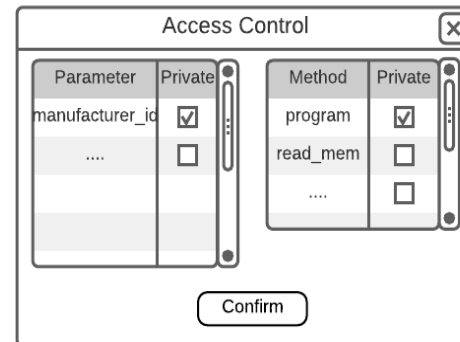 Access Control
Parameter Private
manufacturer_id
....
Method Private
program
read_mem
....
Confirm